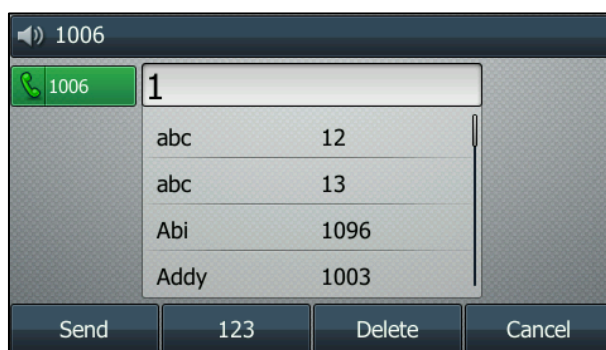 1006
1006
1
abc 12
abc 13
Abi 1096
Addy 1003
Send 123 Delete Cancel